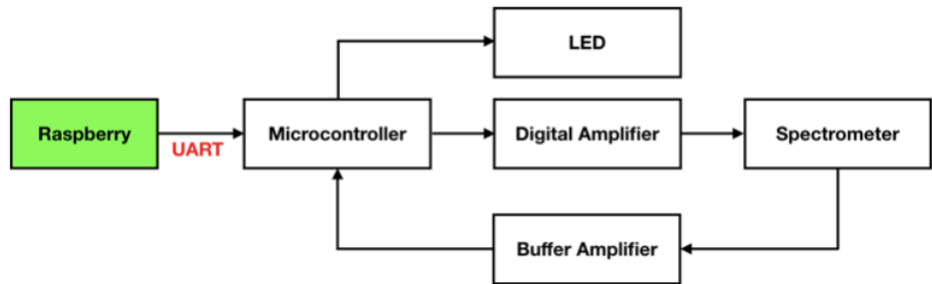 LED
Raspberry
UART
Microcontroller
Digital Amplifier
Spectrometer
Buffer Amplifier